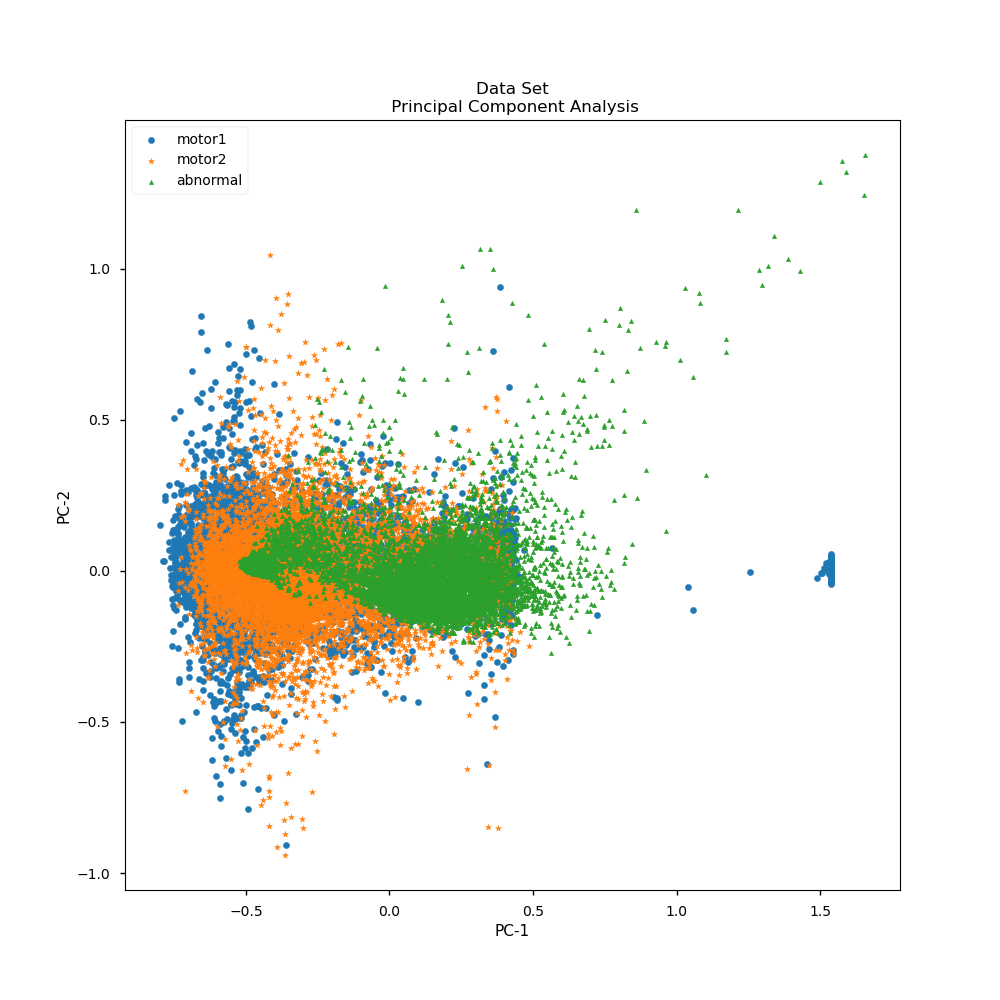 Data Set
Principal Component Analysis
motor1
motor2
abnormal
1.0
0.5
0.0
−0.5
−1.0
PC-2
−0.5
0.0
0.5
1.0
1.5
PC-1